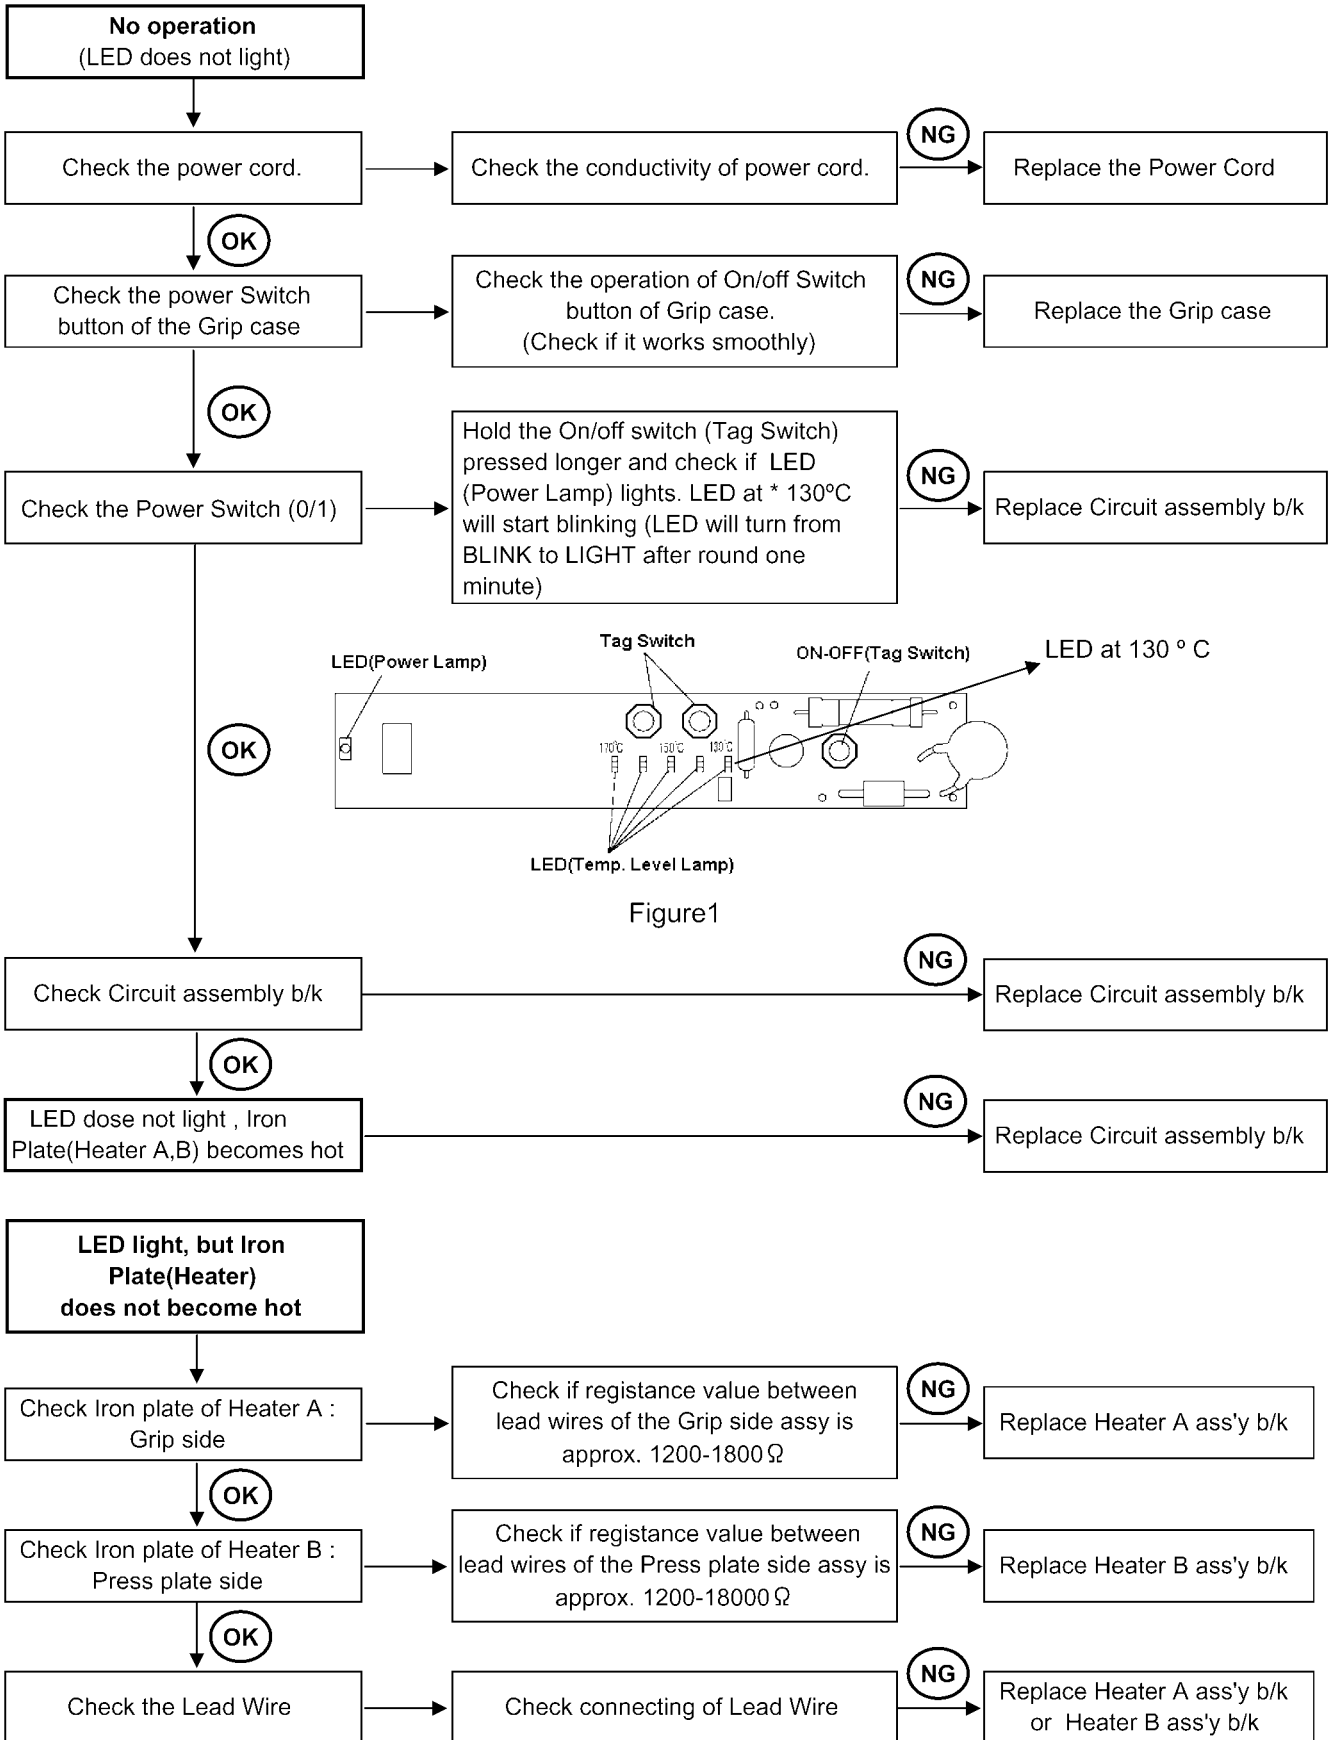 No operation
(LED does not light)
Check the power cord.
Check the conductivity of power cord.
NG
Replace the Power Cord
OK
Check the power Switch
button of the Grip case
Check the operation of On/off Switch
button of Grip case.
(Check if it works smoothly)
NG
Replace the Grip case
OK
Check the Power Switch (0/1)
Hold the On/off switch (Tag Switch)
pressed longer and check if LED
(Power Lamp) lights. LED at * 130ºC
will start blinking (LED will turn from
BLINK to LIGHT after round one
minute)
NG
Replace Circuit assembly b/k
OK
LED(Power Lamp)
Tag Switch
ON-OFF(Tag Switch)
LED at 130 º C
170°C
150°C
130°C
LED(Temp. Level Lamp)
Figure1
Check Circuit assembly b/k
NG
Replace Circuit assembly b/k
OK
LED dose not light , Iron
Plate(Heater A,B) becomes hot
NG
Replace Circuit assembly b/k
LED light, but Iron
Plate(Heater)
does not become hot
Check Iron plate of Heater A :
Grip side
Check if registance value between
lead wires of the Grip side assy is
approx. 1200-1800Ω
NG
Replace Heater A ass'y b/k
OK
Check Iron plate of Heater B :
Press plate side
Check if registance value between
lead wires of the Press plate side assy is
approx. 1200-18000Ω
NG
Replace Heater B ass'y b/k
OK
Check the Lead Wire
Check connecting of Lead Wire
NG
Replace Heater A ass'y b/k
or Heater B ass'y b/k